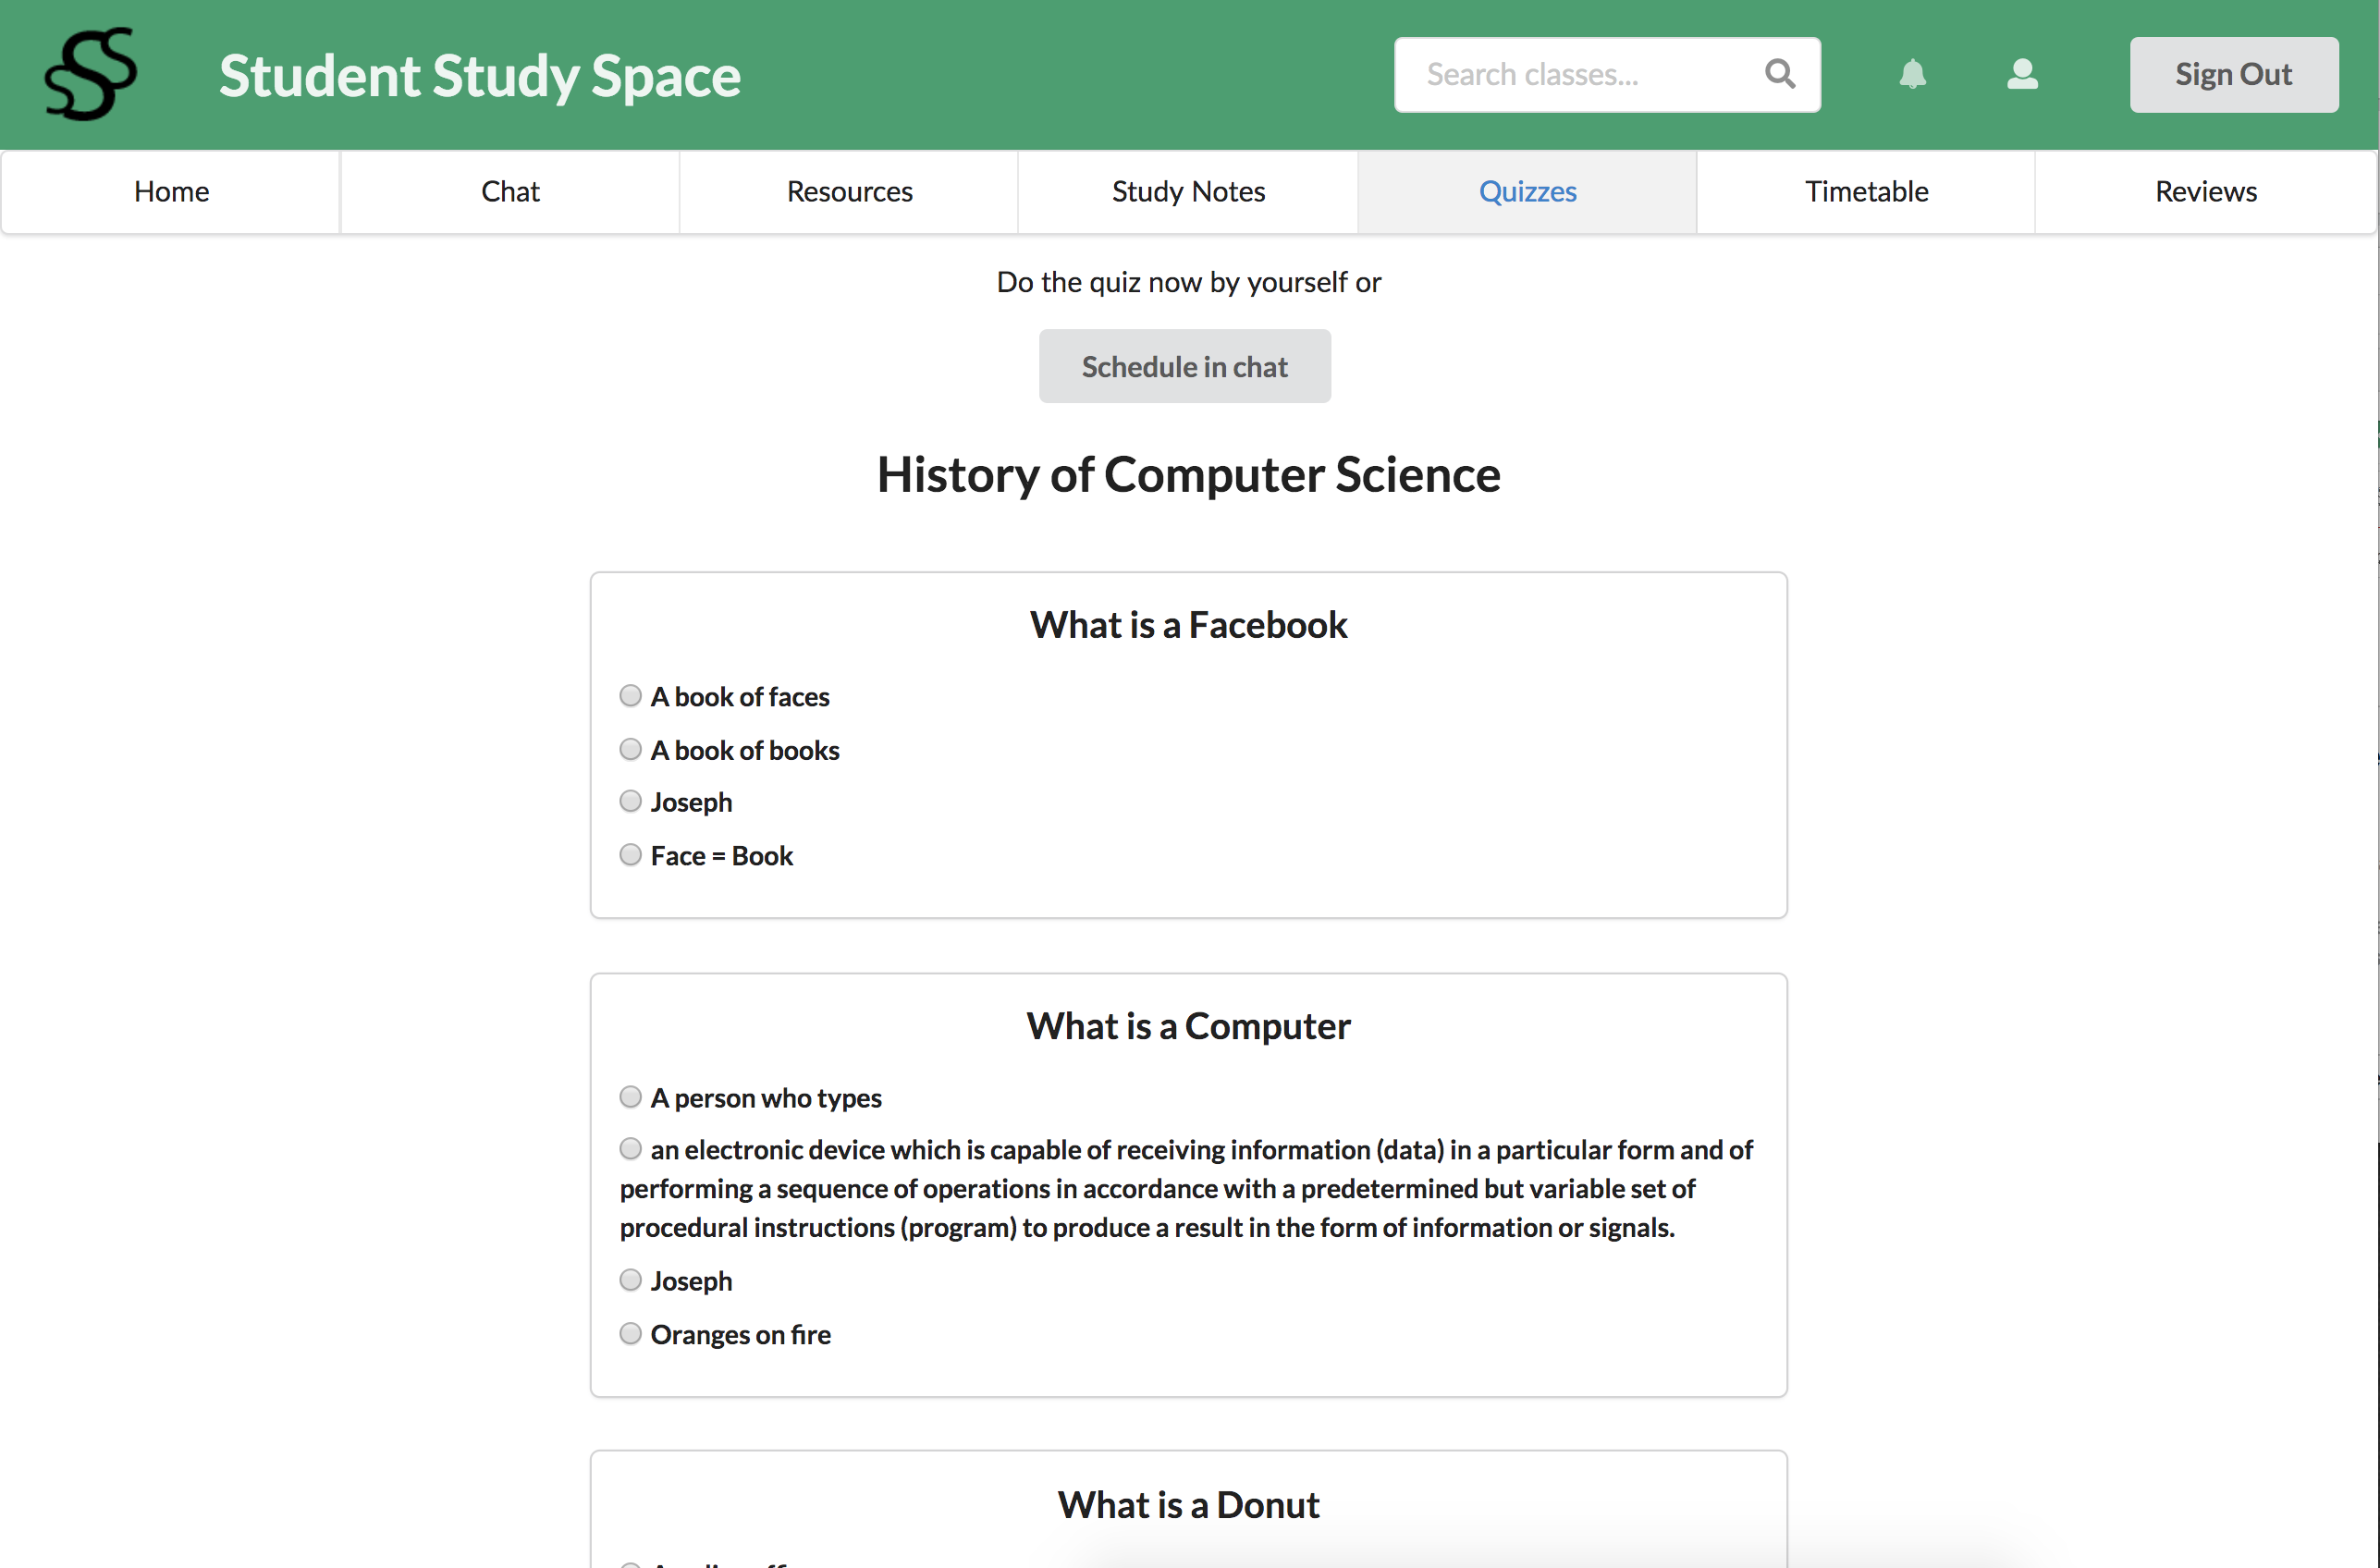 SSS
Student Study Space
Search classes...
Sign Out
Home
Chat
Resources
Study Notes
Quizzes
Timetable
Reviews
Do the quiz now by yourself or
Schedule in chat
History of Computer Science
What is a Facebook
A book of faces
A book of books
Joseph
Face = Book
What is a Computer
A person who types
an electronic device which is capable of receiving information (data) in a particular form and of
performing a sequence of operations in accordance with a predetermined but variable set of
procedural instructions (program) to produce a result in the form of information or signals.
Joseph
Oranges on fire
What is a Donut